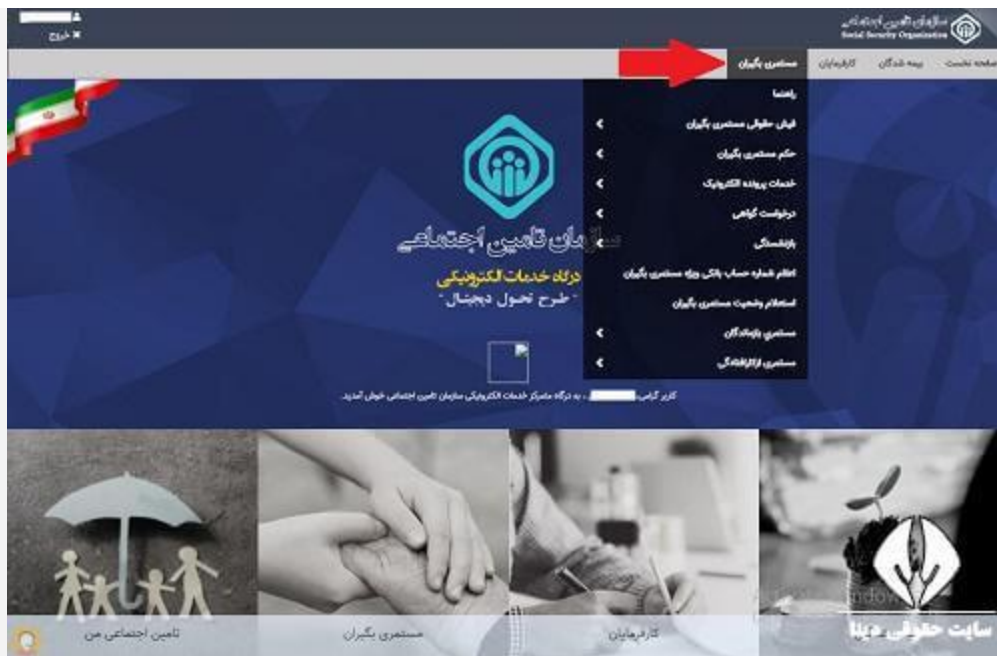 سازمان تامین اجتماعی
Social Security Organization
خروج
صفحه نخست
بیمه شدگان
کارفرمایان
مستمری بگیران
راهنما
فیش حقوقی مستمری بگیران
حکم مستمری بگیران
خدمات پرونده الکترونیک
درخواست گواهی
بازنشستگی
اعلام شماره حساب بانکی ویژه مستمری بگیران
استعلام وضعیت مستمری بگیران
مستمري بازماندگان
مستمری ازکارافتادگی
سازمان تامین اجتماعی
درگاه خدمات الکترونیکی
"طرح تحول دیجیتال"
کاربر گرامی، ، به درگاه متمرکز خدمات الکترونیکی سازمان تامین اجتماعی خوش آمدید.
کارفرمایان
مستمری بگیران
تامین اجتماعی من
سایت حقوقی دینا